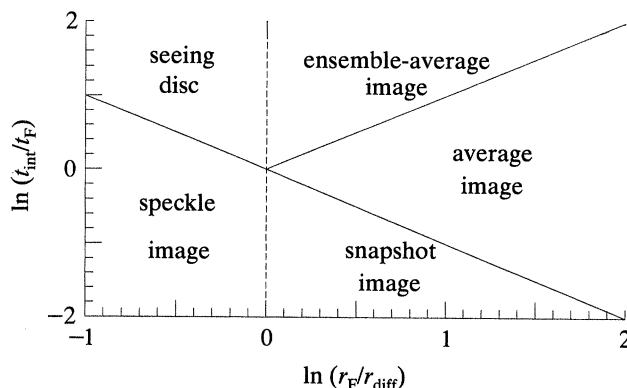 2
seeing
disc
ensemble-average
image
ln (t_int/t_F)
0
average
image
speckle
image
snapshot
image
−2
−1
0
1
2
ln (r_F/r_diff)